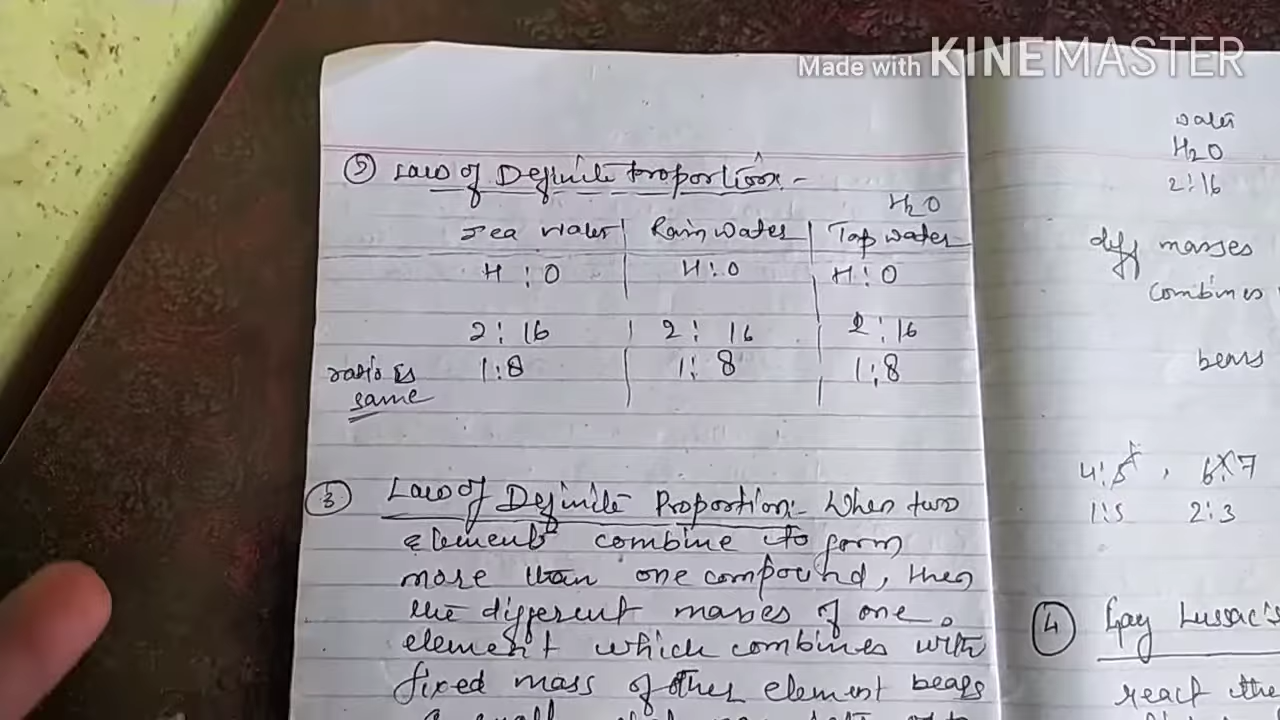 Made with KINEMASTER
② Law of Definite Proportion:-
H₂O
Sea Water | Rain water | Tap water
H : O | H : O | H : O
2 : 16 | 2 : 16 | 2 : 16
ratio is 1:8 | 1: 8 | 1:8
same
③ Law of Definite Proportion:- When two
elements combine to form
more than one compound, then
the different masses of one
element which combines with
fixed mass of other element bears
water
H₂O
2:16
diff masses
combines
bears
4:5, 6:7
1:5 2:3
④ Gay Lussac's
react the